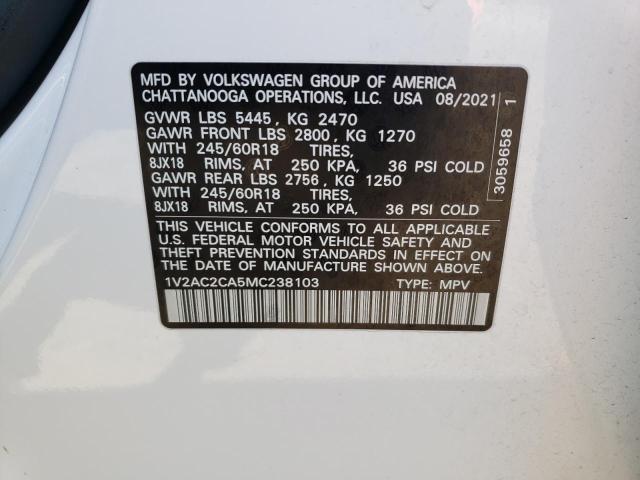 MFD BY VOLKSWAGEN GROUP OF AMERICA
CHATTANOOGA OPERATIONS, LLC. USA 08/2021
GVWR LBS 5445, KG 2470
GAWR FRONT LBS 2800, KG 1270
WITH 245/60R18 TIRES,
8JX18 RIMS, AT 250 KPA, 36 PSI COLD
GAWR REAR LBS 2756, KG 1250
WITH 245/60R18 TIRES,
8JX18 RIMS, AT 250 KPA, 36 PSI COLD
THIS VEHICLE CONFORMS TO ALL APPLICABLE
U.S. FEDERAL MOTOR VEHICLE SAFETY AND
THEFT PREVENTION STANDARDS IN EFFECT ON
THE DATE OF MANUFACTURE SHOWN ABOVE.
1V2AC2CA5MC238103 TYPE: MPV
3059658 1